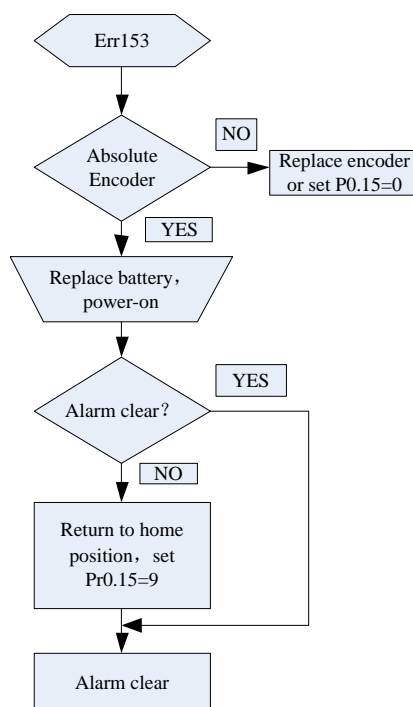 Err153
Absolute
Encoder
NO
Replace encoder
or set P0.15=0
YES
Replace battery，
power-on
Alarm clear？
YES
NO
Return to home
position，set
Pr0.15=9
Alarm clear